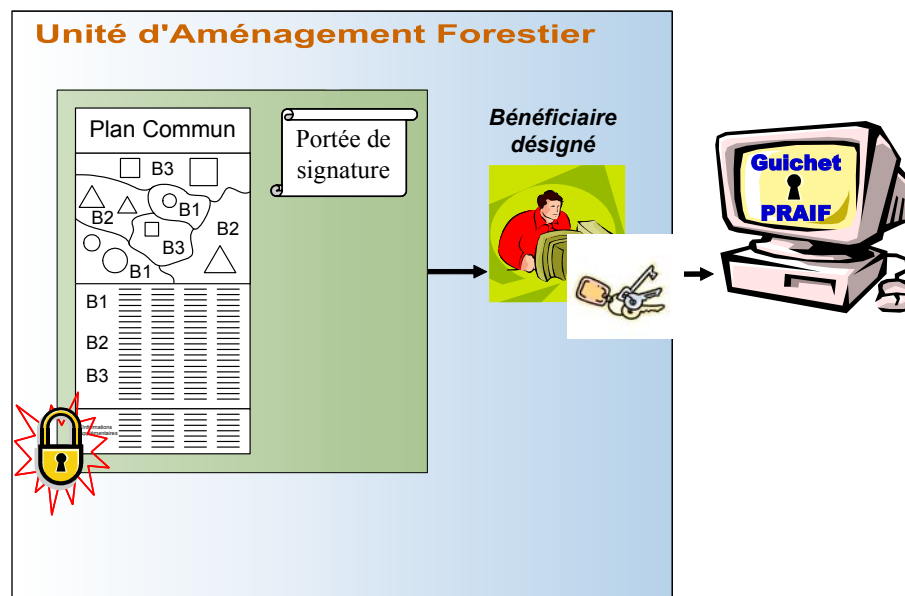 Unité d'Aménagement Forestier
Plan Commun
B3
B1
B2
B2
B3
B1
B1
B2
B3
Portée de
signature
Bénéficiaire
désigné
Guichet
PRAIF